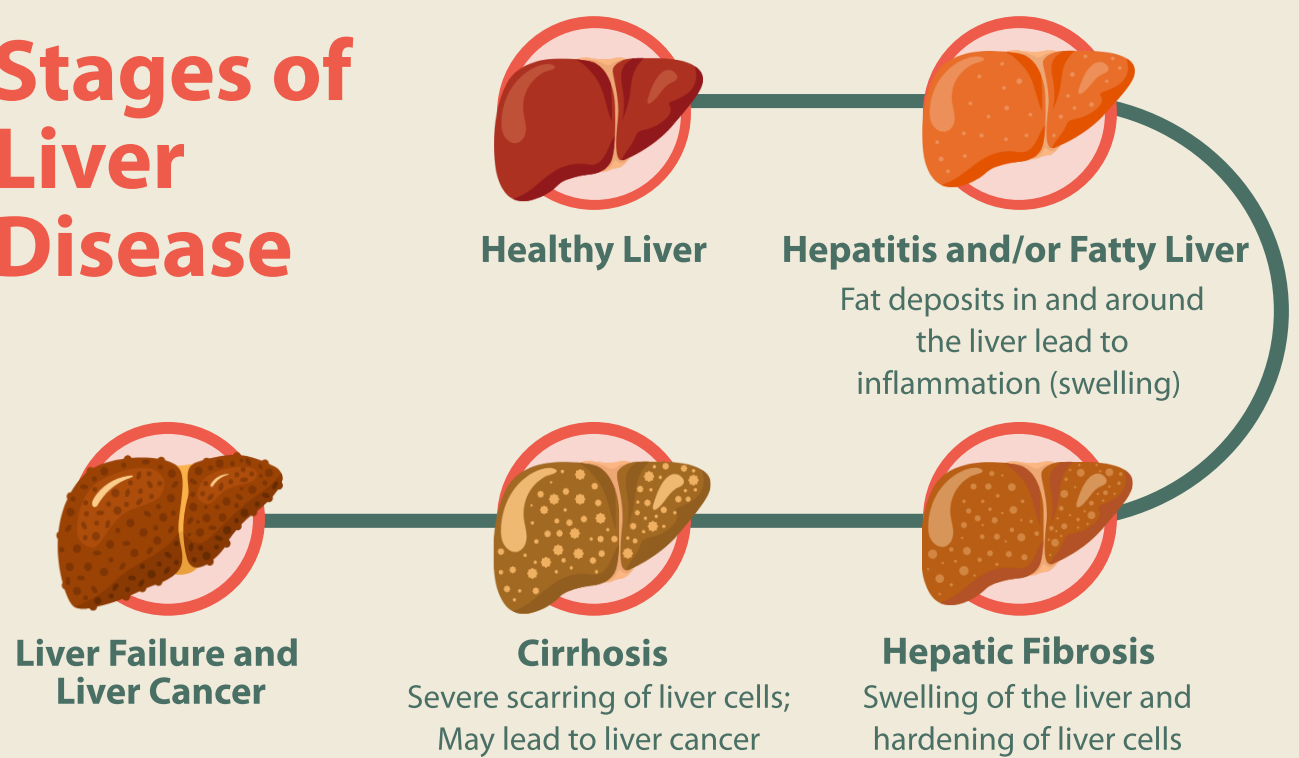 Stages of
Liver
Disease
Healthy Liver
Hepatitis and/or Fatty Liver
Fat deposits in and around
the liver lead to
inflammation (swelling)
Hepatic Fibrosis
Swelling of the liver and
hardening of liver cells
Cirrhosis
Severe scarring of liver cells;
May lead to liver cancer
Liver Failure and
Liver Cancer